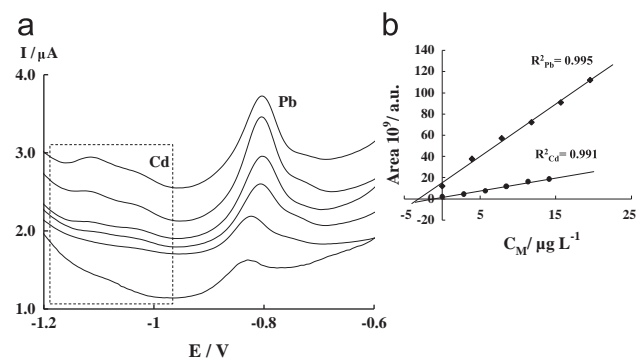 a
I / µA
4.0
3.0
2.0
1.0
Cd
Pb
-1.2
-1
-0.8
-0.6
E / V
b
Area 10⁹/ a.u.
140
120
100
80
60
40
20
0
-20
R²Pb= 0.995
R²Cd= 0.991
-5
5
15
25
C_M/ µg L⁻¹